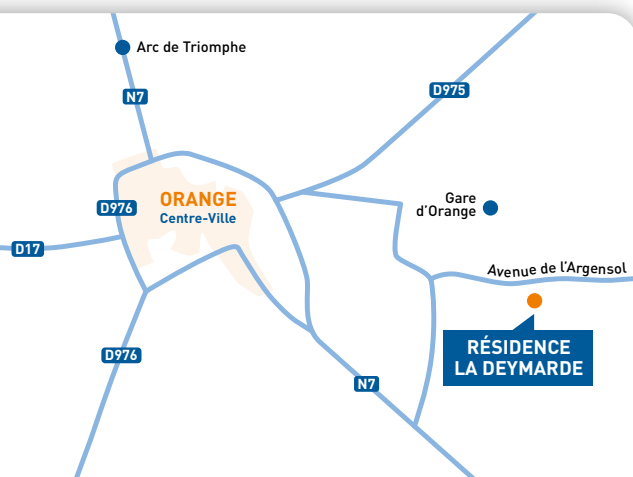 Arc de Triomphe
N7
D975
ORANGE
Centre-Ville
D976
Gare
d'Orange
D17
Avenue de l'Argensol
RÉSIDENCE
LA DEYMARDE
D976
N7